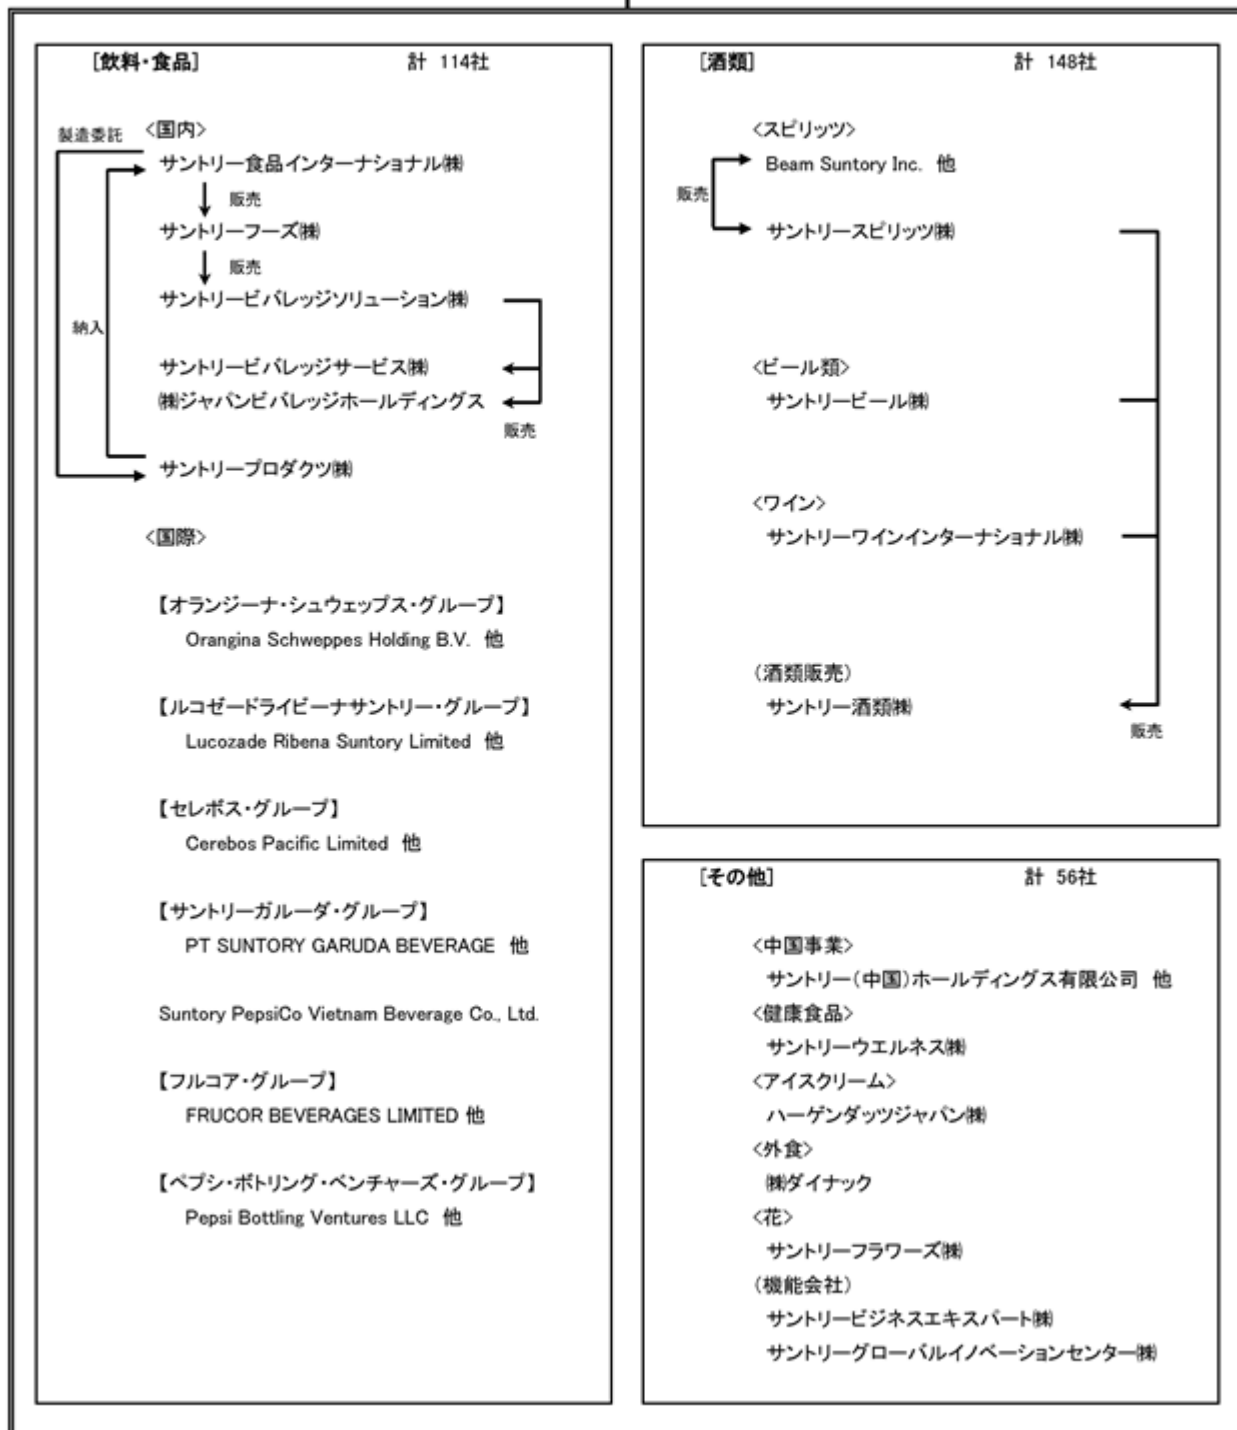 [飲料・食品] 計 114社
<国内>
製造委託
サントリー食品インターナショナル㈱
販売
サントリーフーズ㈱
販売
サントリービバレッジソリューション㈱
納入
サントリービバレッジサービス㈱
㈱ジャパンビバレッジホールディングス
販売
サントリープロダクツ㈱
<国際>
【オランジーナ・シュウェップス・グループ】
Orangina Schweppes Holding B.V. 他
【ルコゼードライビーナサントリー・グループ】
Lucozade Ribena Suntory Limited 他
【セレボス・グループ】
Cerebos Pacific Limited 他
【サントリーガルーダ・グループ】
PT SUNTORY GARUDA BEVERAGE 他
Suntory PepsiCo Vietnam Beverage Co., Ltd.
【フルコア・グループ】
FRUCOR BEVERAGES LIMITED 他
【ペプシ・ボトリング・ベンチャーズ・グループ】
Pepsi Bottling Ventures LLC 他
[酒類] 計 148社
<スピリッツ>
Beam Suntory Inc. 他
販売
サントリースピリッツ㈱
<ビール類>
サントリービール㈱
<ワイン>
サントリーワインインターナショナル㈱
(酒類販売)
サントリー酒類㈱
販売
[その他] 計 56社
<中国事業>
サントリー(中国)ホールディングス有限公司 他
<健康食品>
サントリーウエルネス㈱
<アイスクリーム>
ハーゲンダッツジャパン㈱
<外食>
㈱ダイナック
<花>
サントリーフラワーズ㈱
(機能会社)
サントリービジネスエキスパート㈱
サントリーグローバルイノベーションセンター㈱